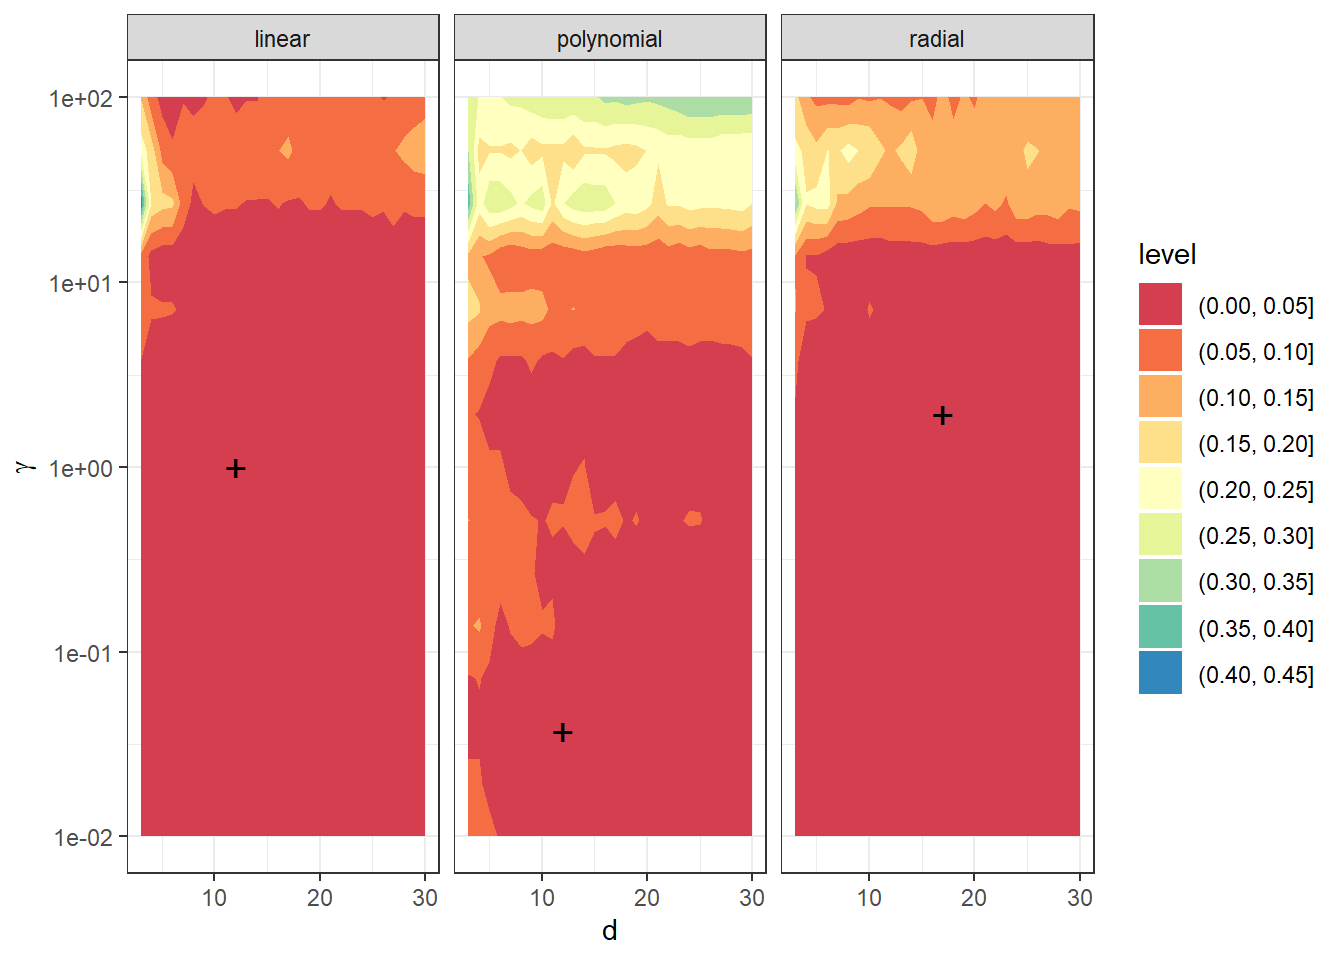 linear
polynomial
radial
1e+02
1e+01
1e+00
1e-01
1e-02
γ
10 20 30
10 20 30
10 20 30
d
level
(0.00, 0.05]
(0.05, 0.10]
(0.10, 0.15]
(0.15, 0.20]
(0.20, 0.25]
(0.25, 0.30]
(0.30, 0.35]
(0.35, 0.40]
(0.40, 0.45]